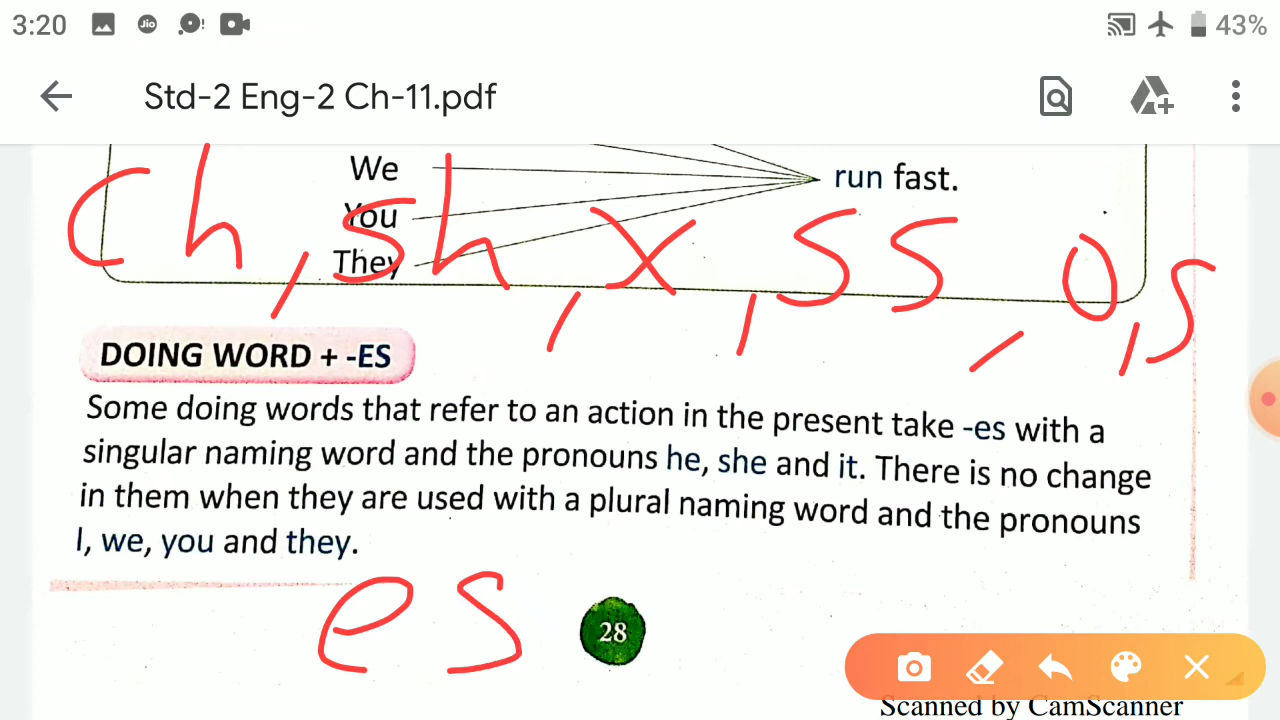 3:20 Jio 43%
Std-2 Eng-2 Ch-11.pdf
We
You
They
run fast.
ch, sh, x, ss, o, s
DOING WORD + -ES
Some doing words that refer to an action in the present take -es with a
singular naming word and the pronouns he, she and it. There is no change
in them when they are used with a plural naming word and the pronouns
I, we, you and they.
es
28
Scanned by CamScanner